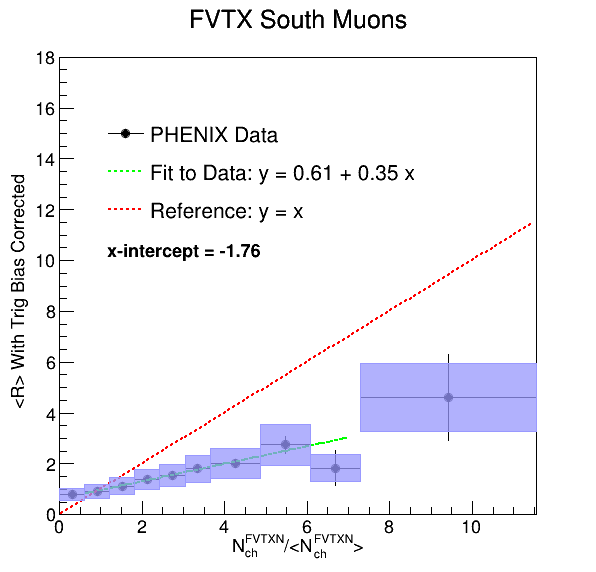 FVTX South Muons
<R> With Trig Bias Corrected
18
16
14
12
10
8
6
4
2
0
PHENIX Data
Fit to Data: y = 0.61 + 0.35 x
Reference: y = x
x-intercept = -1.76
0 2 4 6 8 10
N_ch^FVTXN/<N_ch^FVTXN>